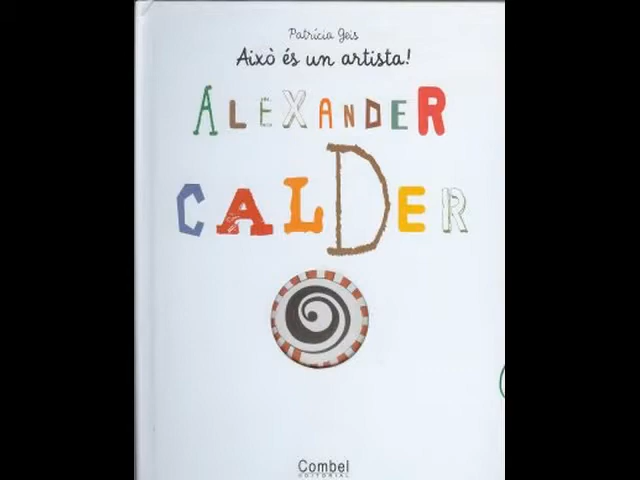 Patrícia Geis
Això és un artista!
ALEXANDER
CALDER
Combel
EDITORIAL